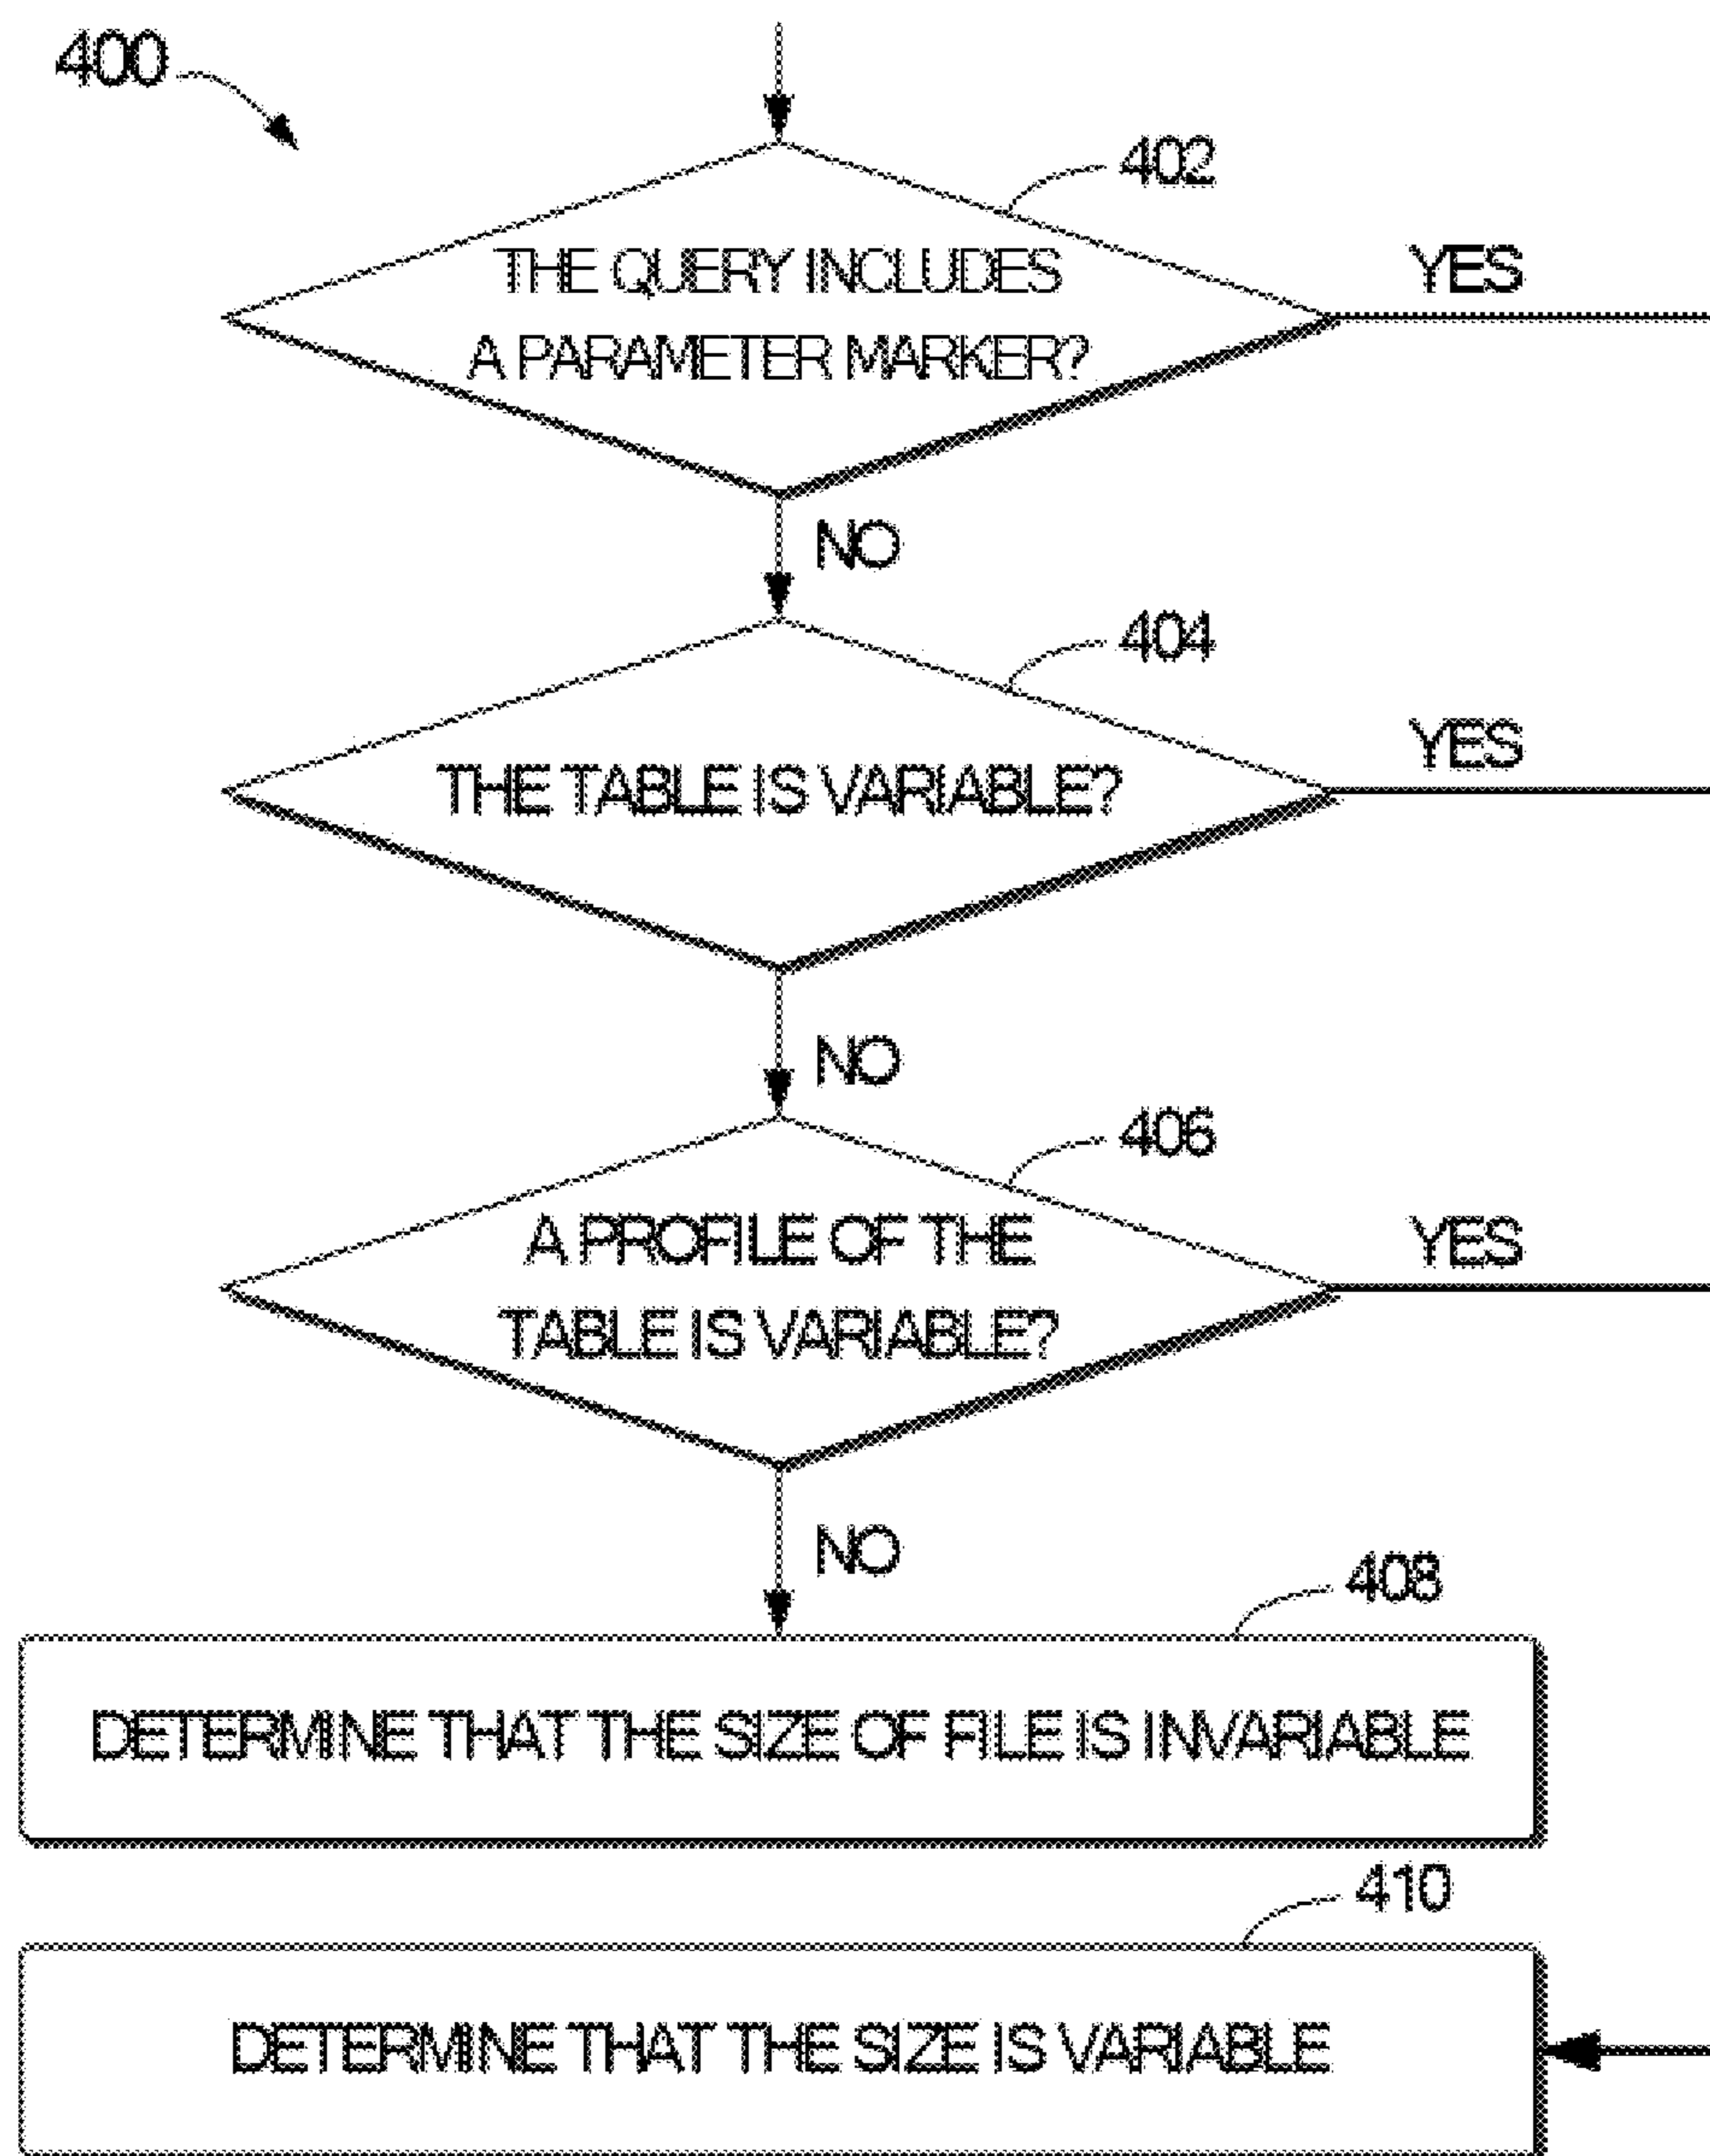 400
402
THE QUERY INCLUDES
A PARAMETER MARKER?
YES
NO
404
THE TABLE IS VARIABLE?
YES
NO
406
A PROFILE OF THE
TABLE IS VARIABLE?
YES
NO
408
DETERMINE THAT THE SIZE OF FILE IS INVARIABLE
410
DETERMINE THAT THE SIZE IS VARIABLE